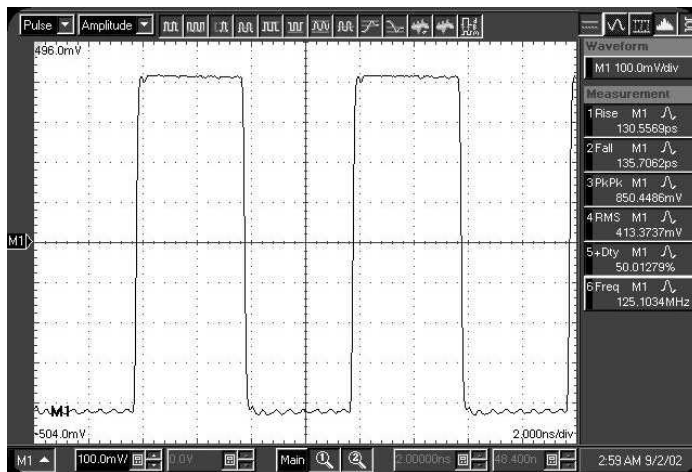 Pulse Amplitude
496.0mV
Waveform
M1 100.0mV/div
Measurement
1 Rise M1
130.5569ps
2 Fall M1
135.7062ps
3 PkPk M1
850.4486mV
4 RMS M1
413.3737mV
5 +Dty M1
50.01279%
6 Freq M1
125.1034MHz
M1
M1
-504.0mV
2.000ns/div
M1 100.0mV/ 0.0V Main 1 2 2.00000ns 48.400n 2:59 AM 9/2/02